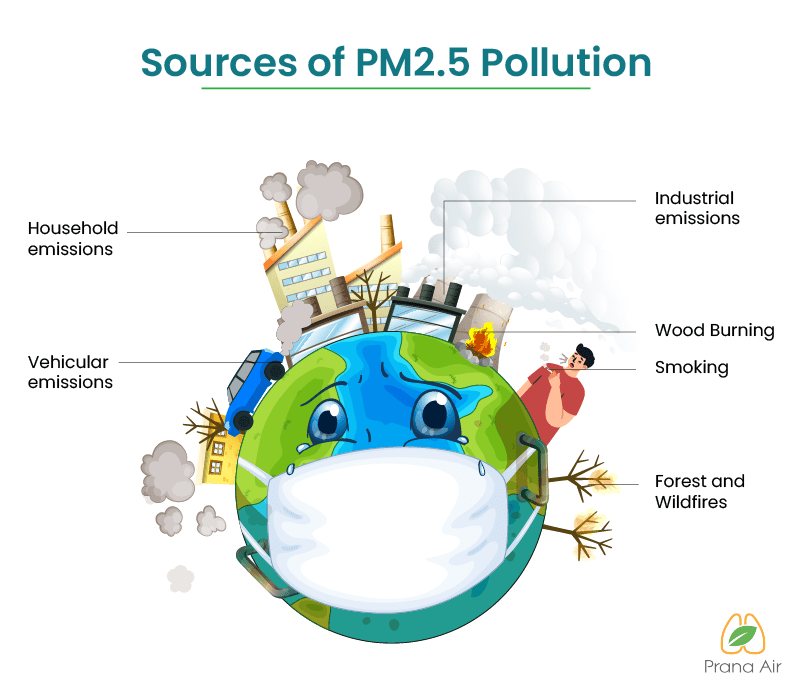 Sources of PM2.5 Pollution
Household
emissions
Industrial
emissions
Vehicular
emissions
Wood Burning
Smoking
Forest and
Wildfires
Prana Air